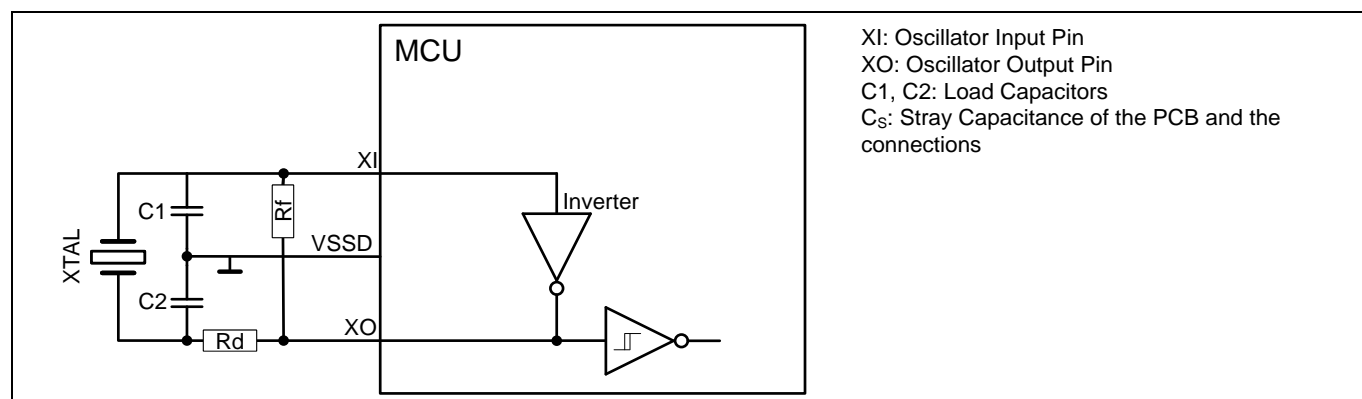 MCU
XI
Rf
Inverter
C1
VSSD
XTAL
C2
XO
Rd
XI: Oscillator Input Pin
XO: Oscillator Output Pin
C1, C2: Load Capacitors
CS: Stray Capacitance of the PCB and the
connections